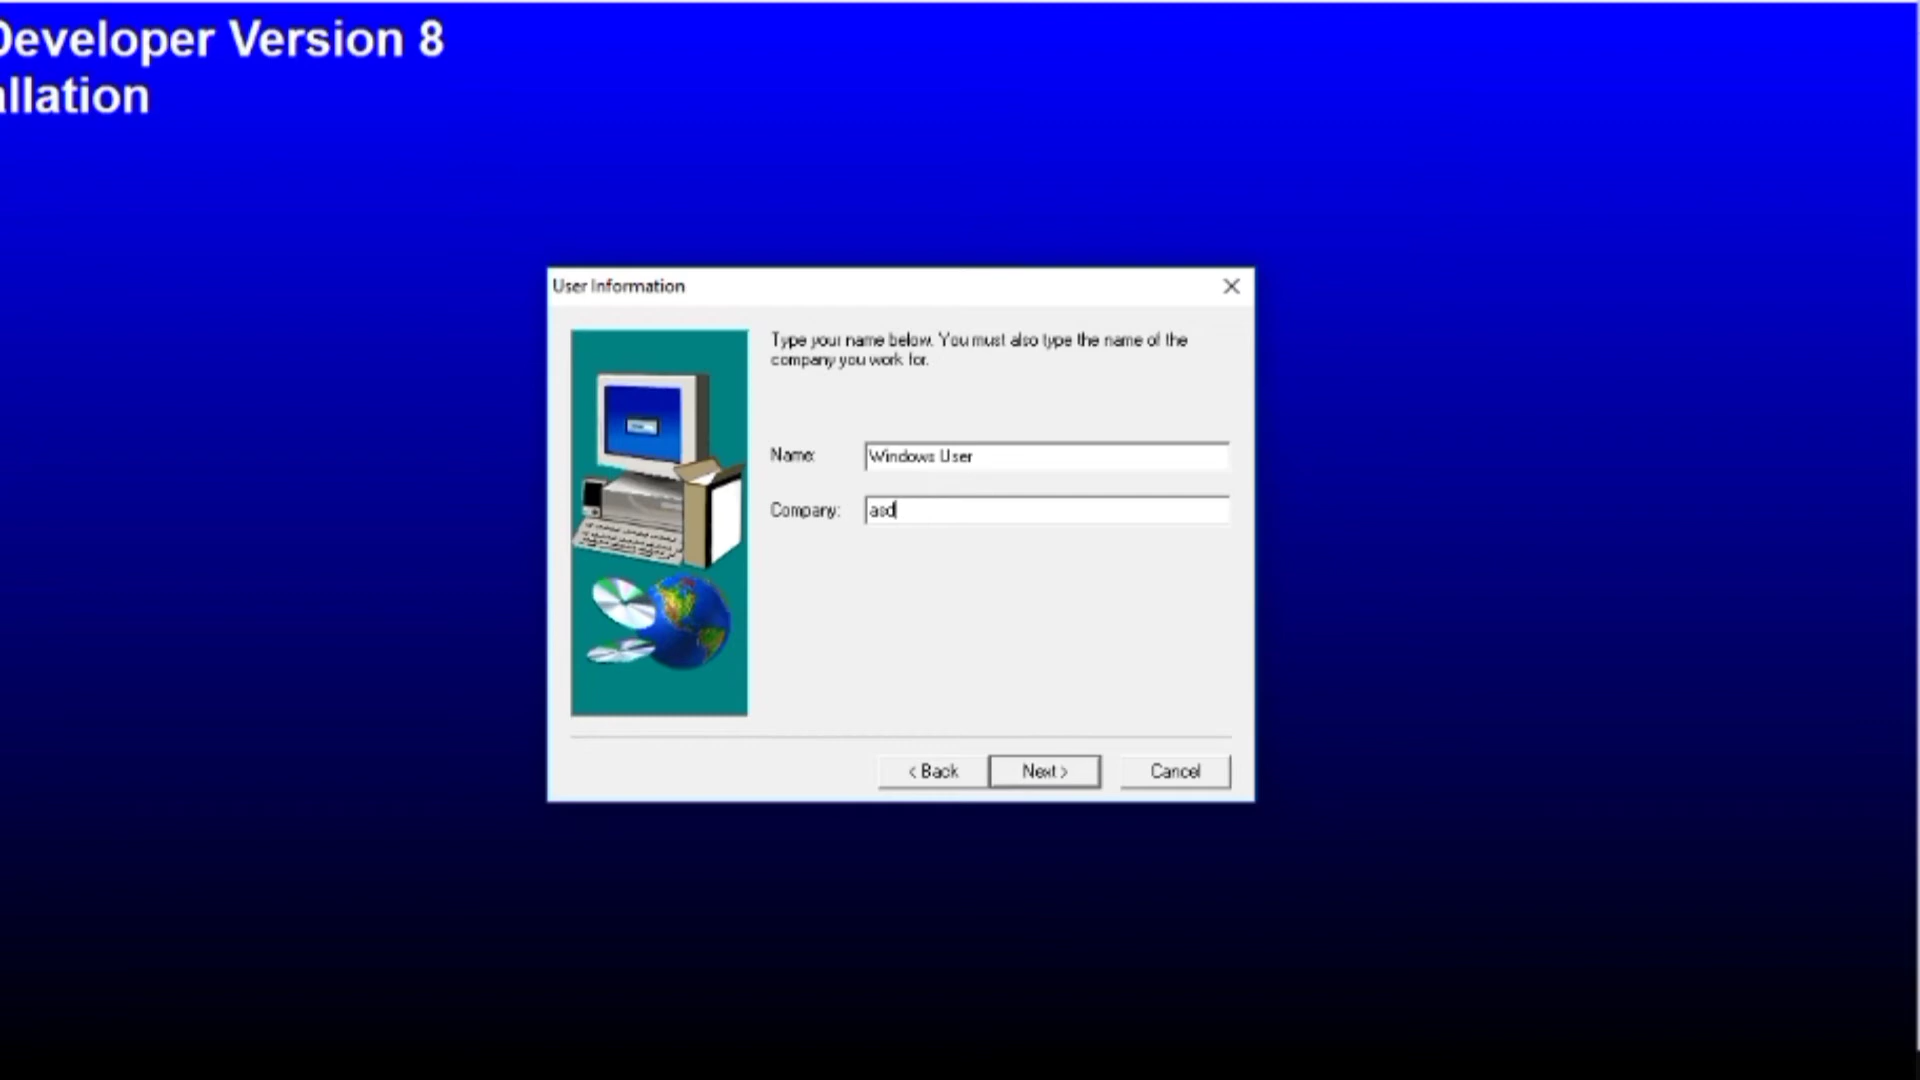 Developer Version 8
allation
User Information
Type your name below. You must also type the name of the
company you work for.
Name:
Windows User
Company:
asd
< Back
Next >
Cancel